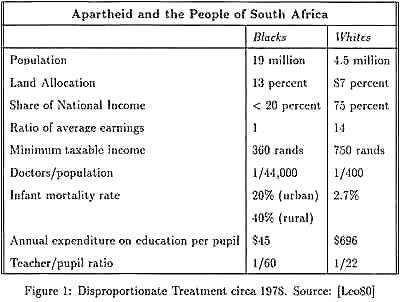 Apartheid and the People of South Africa
Blacks Whites
Population 19 million 4.5 million
Land Allocation 13 percent 87 percent
Share of National Income < 20 percent 75 percent
Ratio of average earnings 1 14
Minimum taxable income 360 rands 750 rands
Doctors/population 1/44,000 1/400
Infant mortality rate 20% (urban) 2.7%
40% (rural)
Annual expenditure on education per pupil $45 $696
Teacher/pupil ratio 1/60 1/22
Figure 1: Disproportionate Treatment circa 1978. Source: [Leo80]